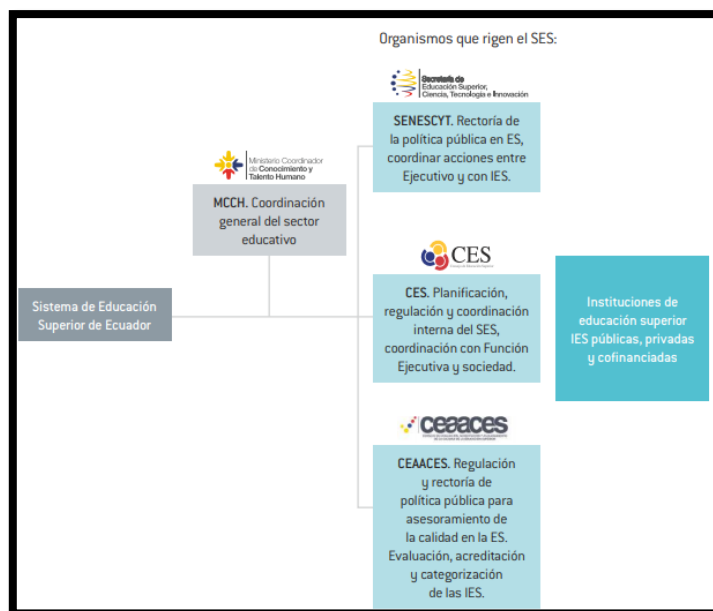 Organismos que rigen el SES:
Secretaría de
Educación Superior,
Ciencia, Tecnología e Innovación
SENESCYT. Rectoría de
la política pública en ES,
coordinar acciones entre
Ejecutivo y con IES.
Ministerio Coordinador
de Conocimiento y
Talento Humano
MCCH. Coordinación
general del sector
educativo
CES
CES. Planificación,
regulación y coordinación
interna del SES,
coordinación con Función
Ejecutiva y sociedad.
Sistema de Educación
Superior de Ecuador
Instituciones de
educación superior
IES públicas, privadas
y cofinanciadas
ceaaces
CEAACES. Regulación
y rectoría de
política pública para
asesoramiento de
la calidad en la ES.
Evaluación, acreditación
y categorización
de las IES.